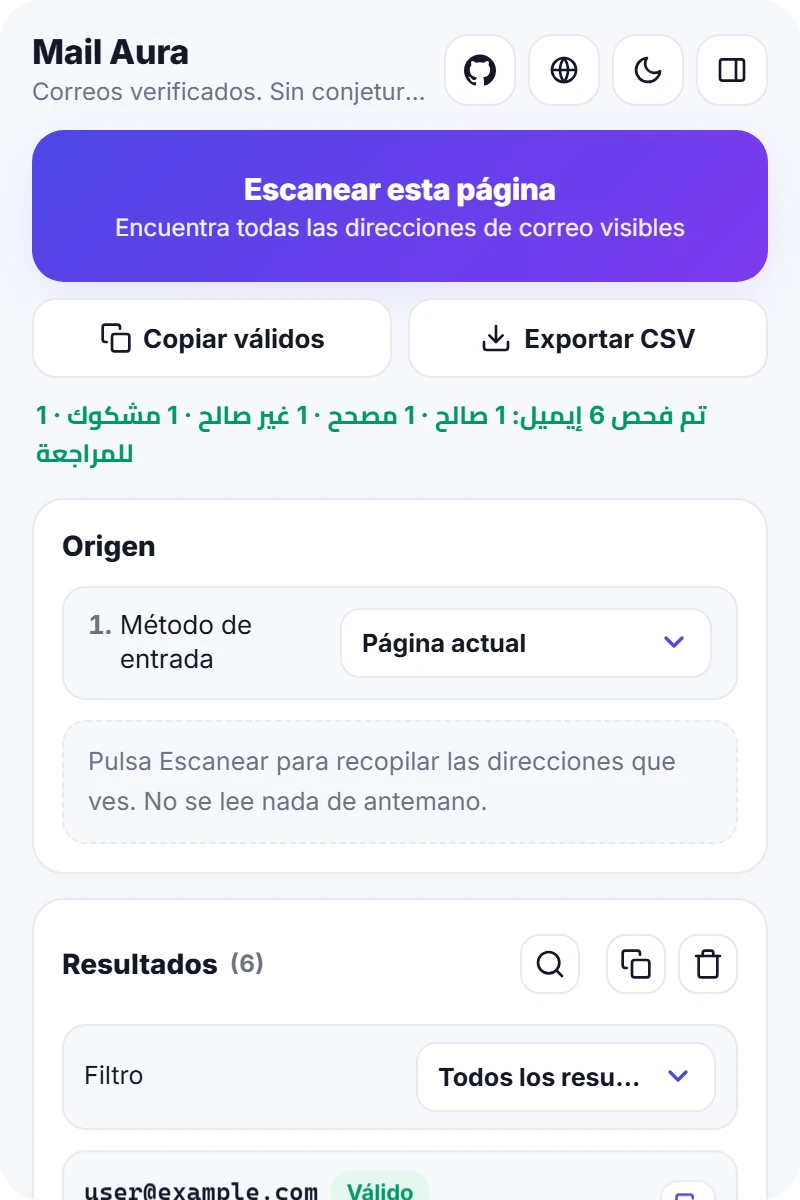 Mail Aura
Correos verificados. Sin conjetur...
Escanear esta página
Encuentra todas las direcciones de correo visibles
Copiar válidos
Exportar CSV
تم فحص 6 إيميل: 1 صالح · 1 مصحح · 1 غير صالح · 1 مشكوك · 1
للمراجعة
Origen
1. Método de
entrada
Página actual
Pulsa Escanear para recopilar las direcciones que
ves. No se lee nada de antemano.
Resultados (6)
Filtro
Todos los resu...
user@example.com Válido